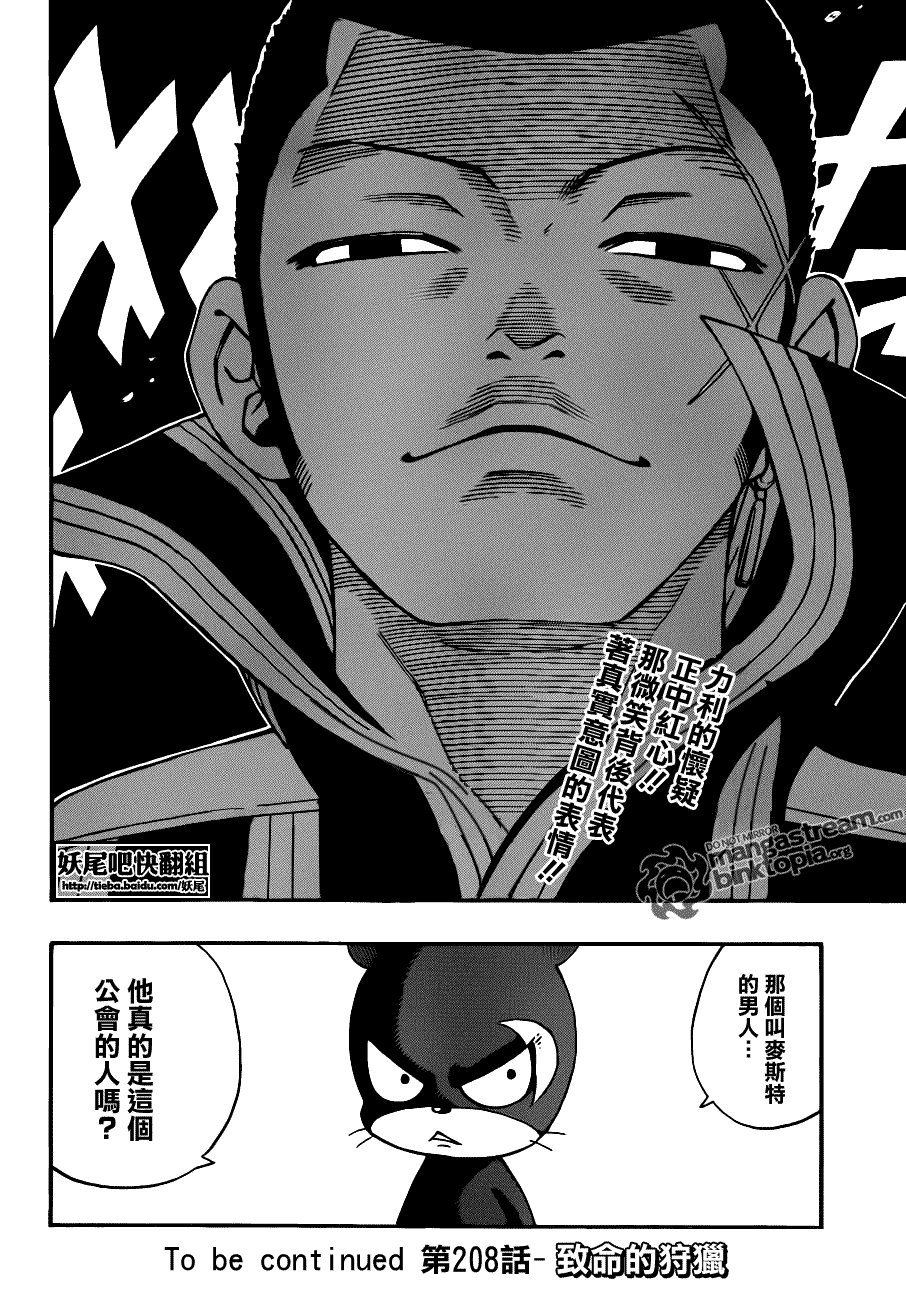 力利的懷疑
正中紅心!!
那微笑背後代表
著真實意圖的表情!!
DO NOT MIRROR
mangastream.com
binktopia.org
妖尾吧快翻組
http://tieba.baidu.com/妖尾
那個叫麥斯特
的男人…
他真的是這個
公會的人嗎？
To be continued 第208話- 致命的狩獵